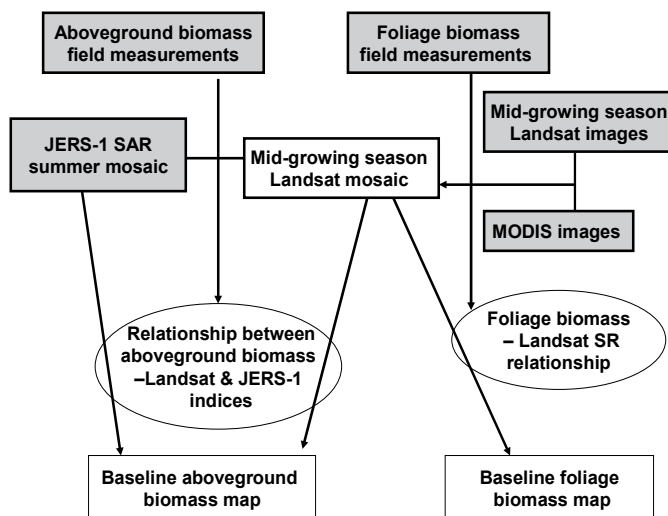 Aboveground biomass
field measurements
Foliage biomass
field measurements
Mid-growing season
Landsat images
JERS-1 SAR
summer mosaic
Mid-growing season
Landsat mosaic
MODIS images
Relationship between
aboveground biomass
–Landsat & JERS-1
indices
Foliage biomass
– Landsat SR
relationship
Baseline aboveground
biomass map
Baseline foliage
biomass map